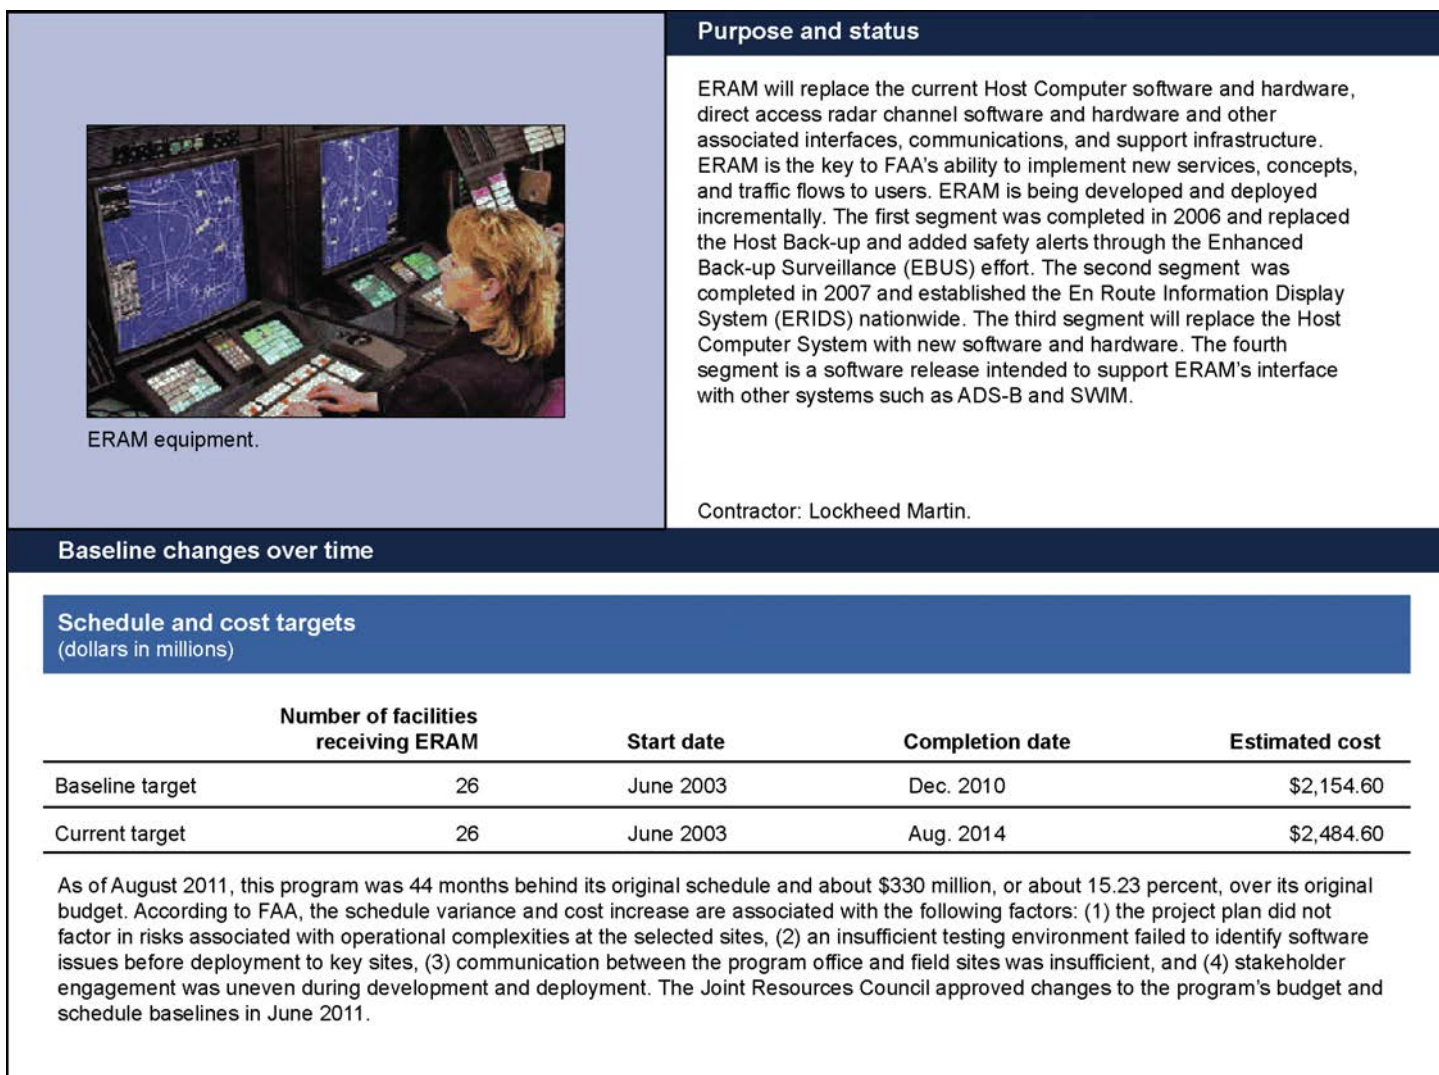 Purpose and status
ERAM will replace the current Host Computer software and hardware,
direct access radar channel software and hardware and other
associated interfaces, communications, and support infrastructure.
ERAM is the key to FAA's ability to implement new services, concepts,
and traffic flows to users. ERAM is being developed and deployed
incrementally. The first segment was completed in 2006 and replaced
the Host Back-up and added safety alerts through the Enhanced
Back-up Surveillance (EBUS) effort. The second segment was
completed in 2007 and established the En Route Information Display
System (ERIDS) nationwide. The third segment will replace the Host
Computer System with new software and hardware. The fourth
segment is a software release intended to support ERAM's interface
with other systems such as ADS-B and SWIM.
ERAM equipment.
Contractor: Lockheed Martin.
Baseline changes over time
Schedule and cost targets
(dollars in millions)
Number of facilities
receiving ERAM Start date Completion date Estimated cost
Baseline target 26 June 2003 Dec. 2010 $2,154.60
Current target 26 June 2003 Aug. 2014 $2,484.60
As of August 2011, this program was 44 months behind its original schedule and about $330 million, or about 15.23 percent, over its original
budget. According to FAA, the schedule variance and cost increase are associated with the following factors: (1) the project plan did not
factor in risks associated with operational complexities at the selected sites, (2) an insufficient testing environment failed to identify software
issues before deployment to key sites, (3) communication between the program office and field sites was insufficient, and (4) stakeholder
engagement was uneven during development and deployment. The Joint Resources Council approved changes to the program's budget and
schedule baselines in June 2011.